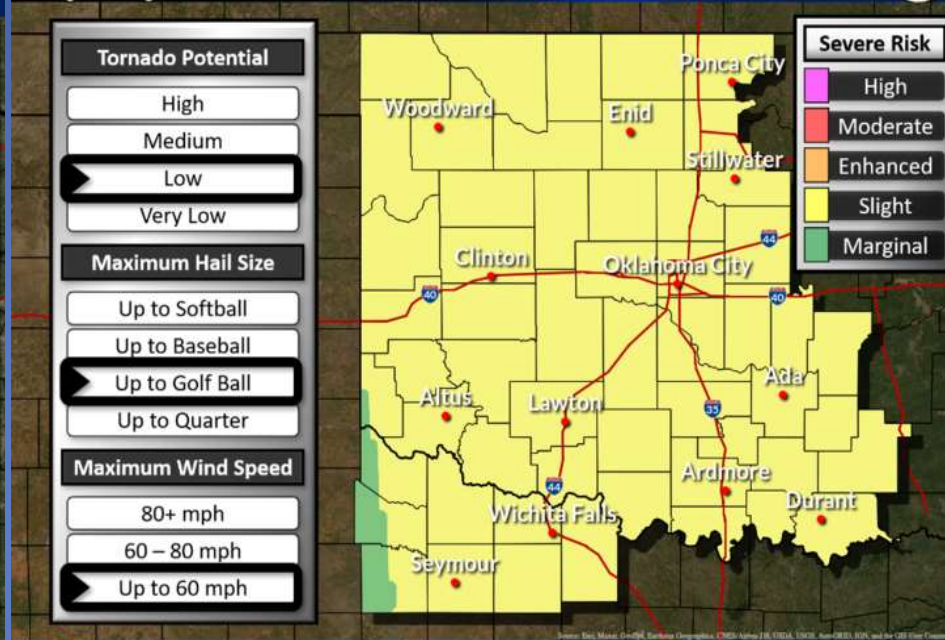 Tornado Potential
High
Medium
Low
Very Low
Maximum Hail Size
Up to Softball
Up to Baseball
Up to Golf Ball
Up to Quarter
Maximum Wind Speed
80+ mph
60 – 80 mph
Up to 60 mph
Ponca City
Woodward
Enid
Stillwater
44
Clinton
Oklahoma City
40
40
Ada
Altus
Lawton
35
Ardmore
44
Durant
Wichita Falls
Seymour
Severe Risk
High
Moderate
Enhanced
Slight
Marginal